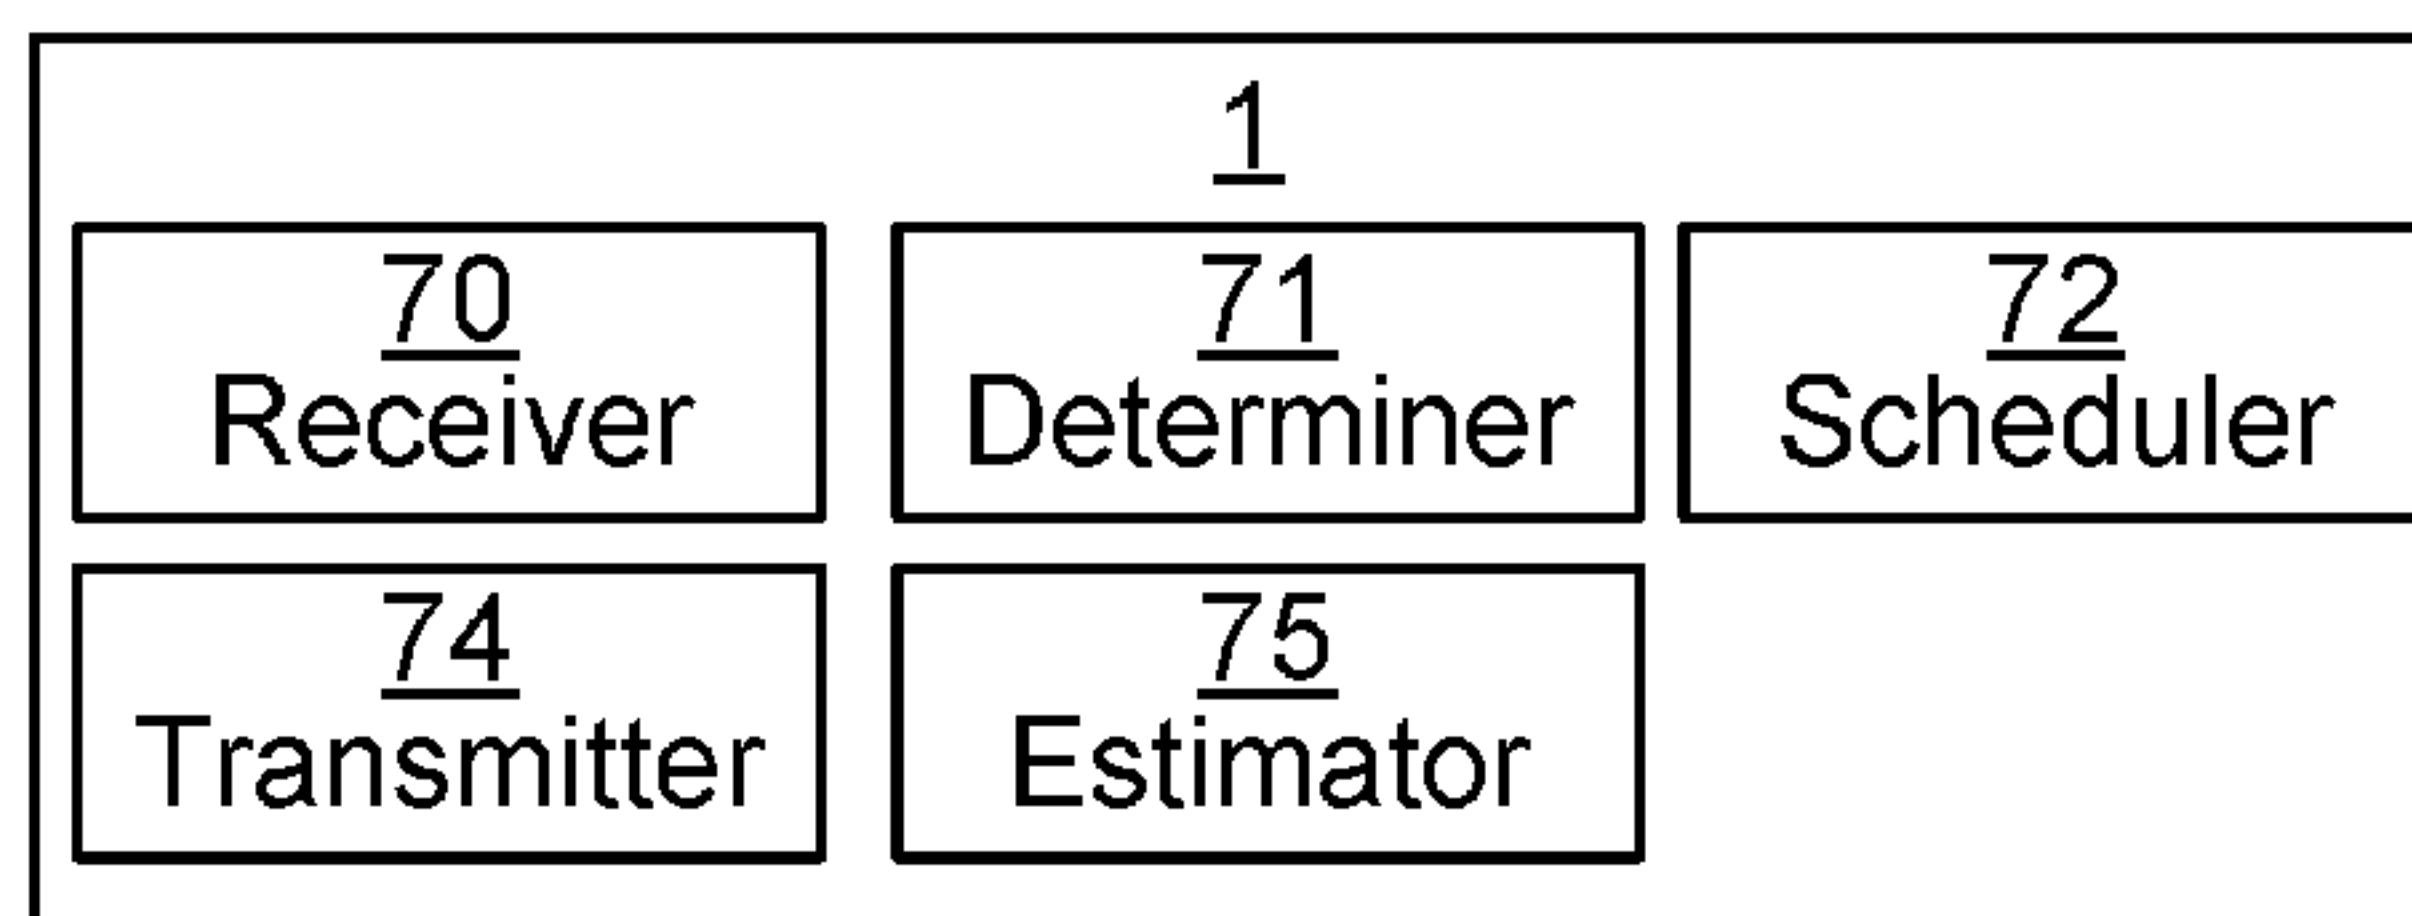 1
70
Receiver
71
Determiner
72
Scheduler
74
Transmitter
75
Estimator